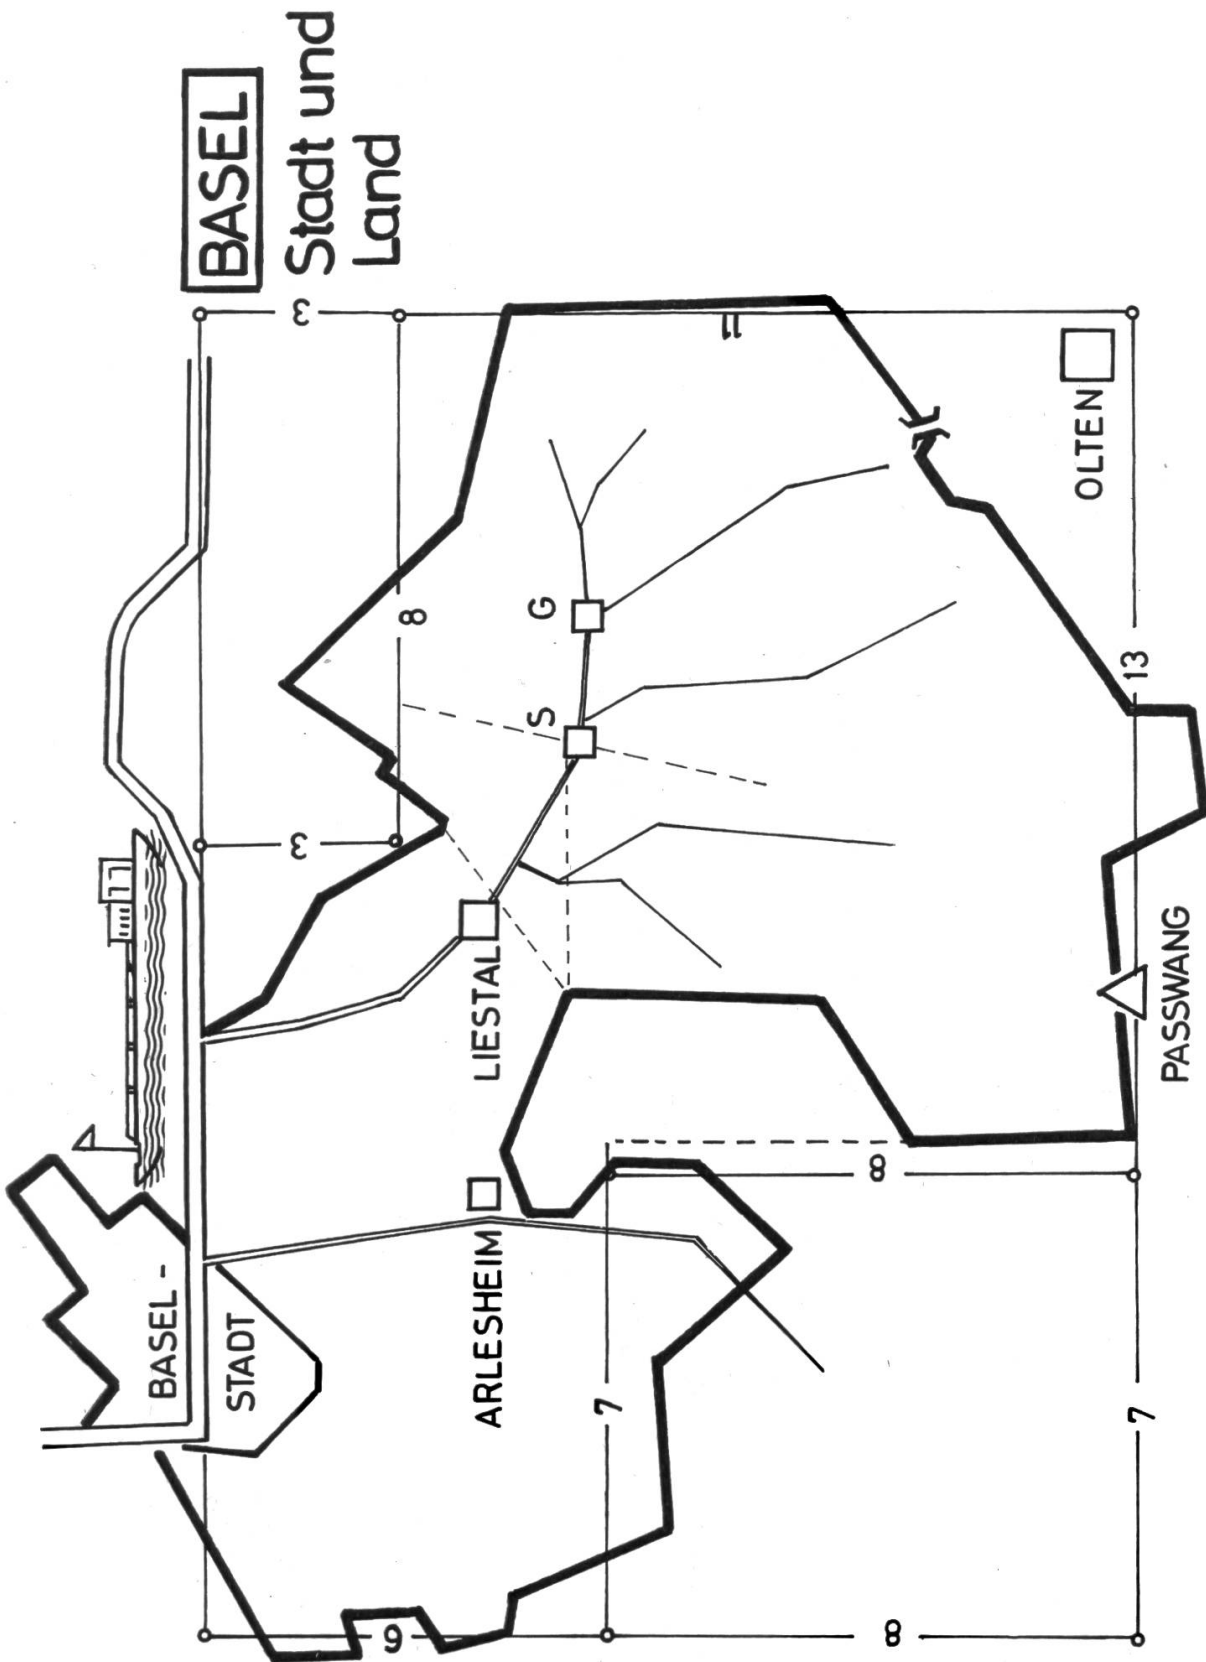 BASEL
Stadt und
Land
BASEL -
STADT
3
3
6
8
ARLESHEIM
LIESTAL
S
G
7
11
8
8
OLTEN
7
13
PASSWANG